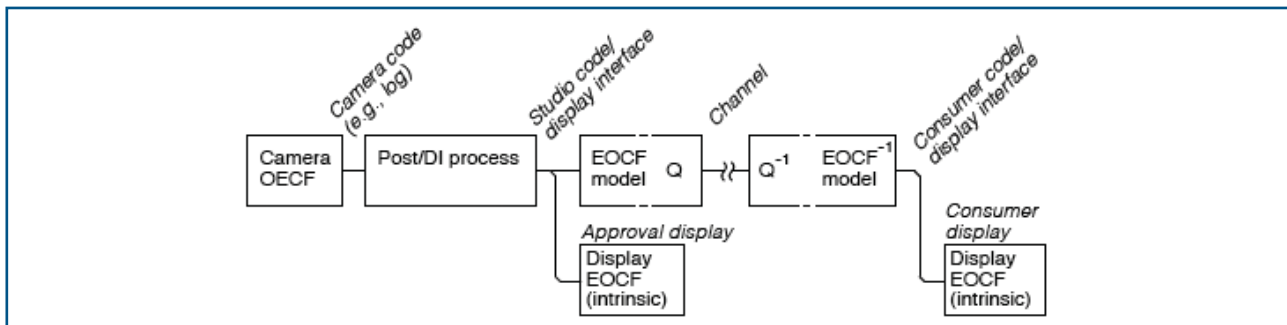 Camera code
(e.g., log)
Studio code/
display interface
Channel
Consumer code/
display interface
Camera
OECF
Post/DI process
EOCF
model
Q
Q⁻¹
EOCF⁻¹
model
Approval display
Display
EOCF
(intrinsic)
Consumer
display
Display
EOCF
(intrinsic)